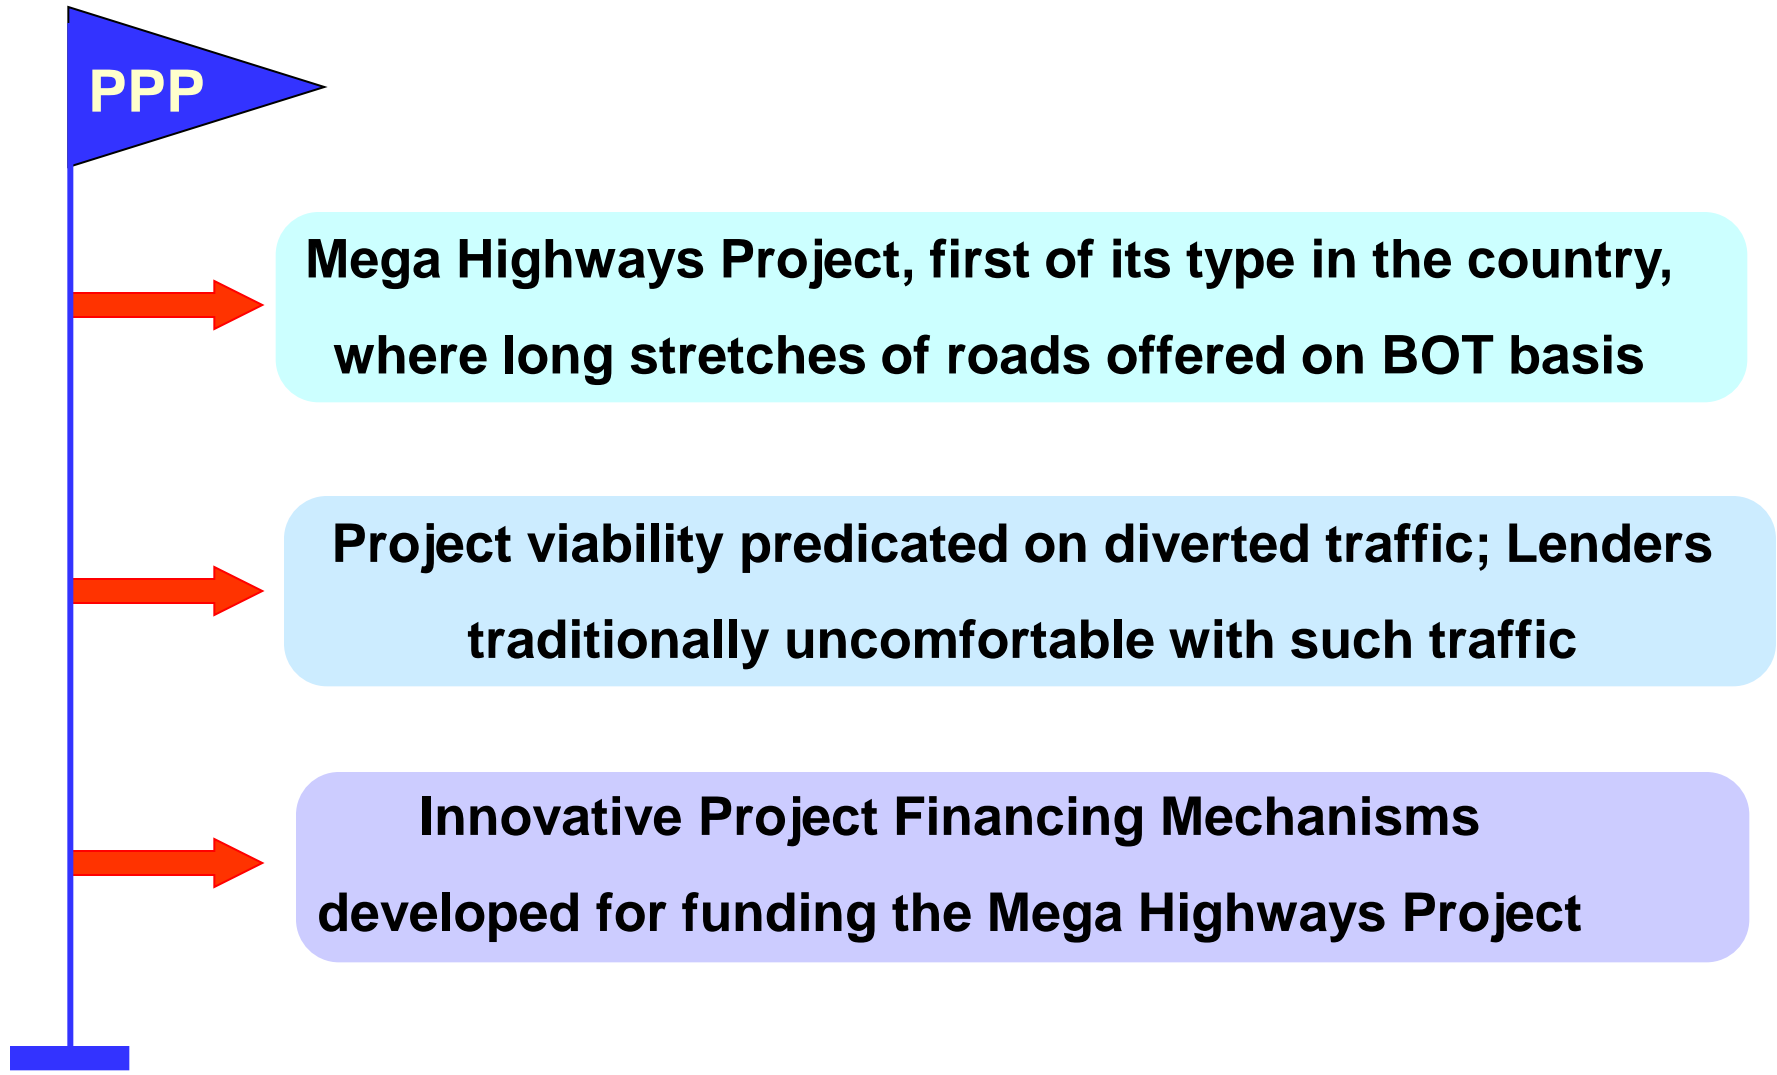 PPP
Mega Highways Project, first of its type in the country,
where long stretches of roads offered on BOT basis
Project viability predicated on diverted traffic; Lenders
traditionally uncomfortable with such traffic
Innovative Project Financing Mechanisms
developed for funding the Mega Highways Project